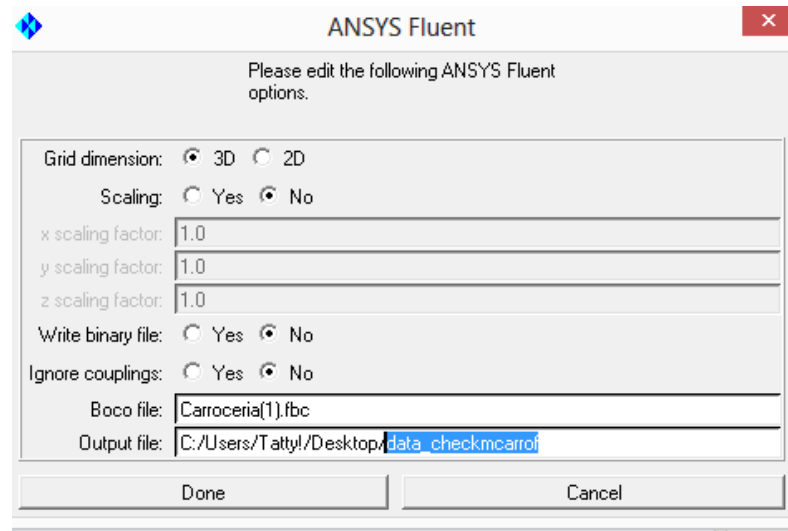 ANSYS Fluent
Please edit the following ANSYS Fluent
options.
Grid dimension: 3D 2D
Scaling: Yes No
x scaling factor: 1.0
y scaling factor: 1.0
z scaling factor: 1.0
Write binary file: Yes No
Ignore couplings: Yes No
Boco file: Carroceria(1).fbc
Output file: C:/Users/Tatty!/Desktop/data_checkmcarrof
Done Cancel